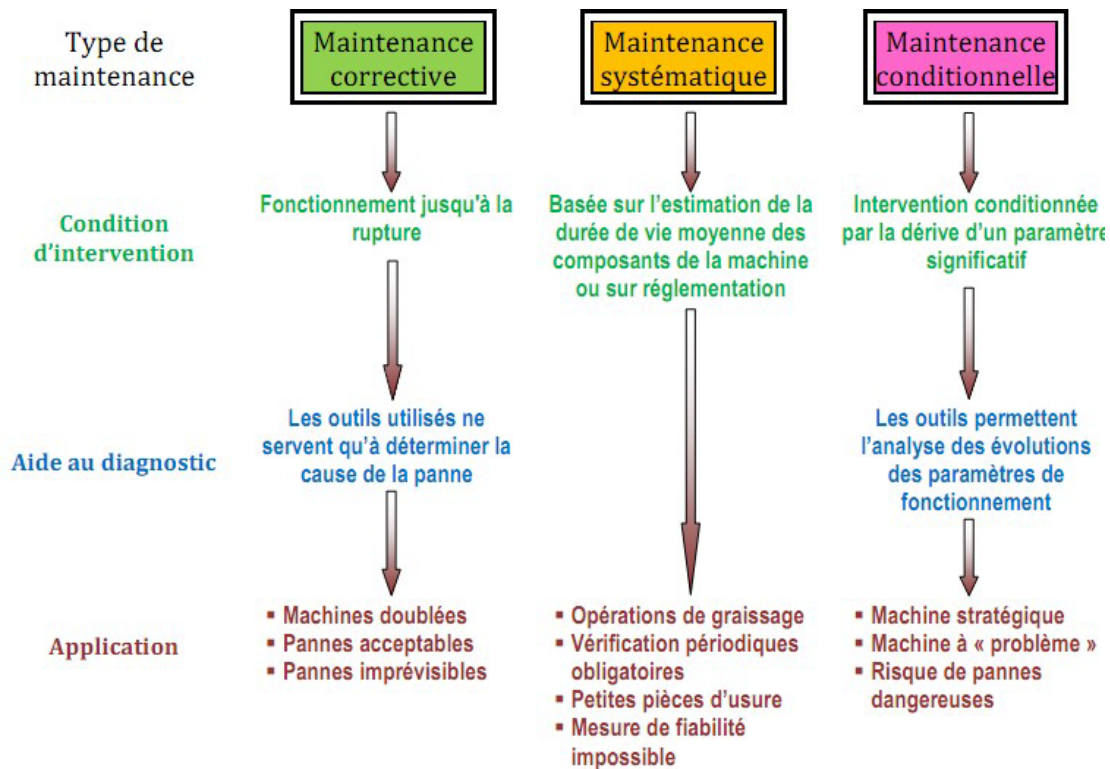 Type de
maintenance
Maintenance
corrective
Maintenance
systématique
Maintenance
conditionnelle
Condition
d'intervention
Fonctionnement jusqu'à la
rupture
Basée sur l'estimation de la
durée de vie moyenne des
composants de la machine
ou sur réglementation
Intervention conditionnée
par la dérive d'un paramètre
significatif
Aide au diagnostic
Les outils utilisés ne
servent qu'à déterminer la
cause de la panne
Les outils permettent
l'analyse des évolutions
des paramètres de
fonctionnement
Application
▪ Machines doublées
▪ Pannes acceptables
▪ Pannes imprévisibles
▪ Opérations de graissage
▪ Vérification périodiques
obligatoires
▪ Petites pièces d'usure
▪ Mesure de fiabilité
impossible
▪ Machine stratégique
▪ Machine à « problème »
▪ Risque de pannes
dangereuses